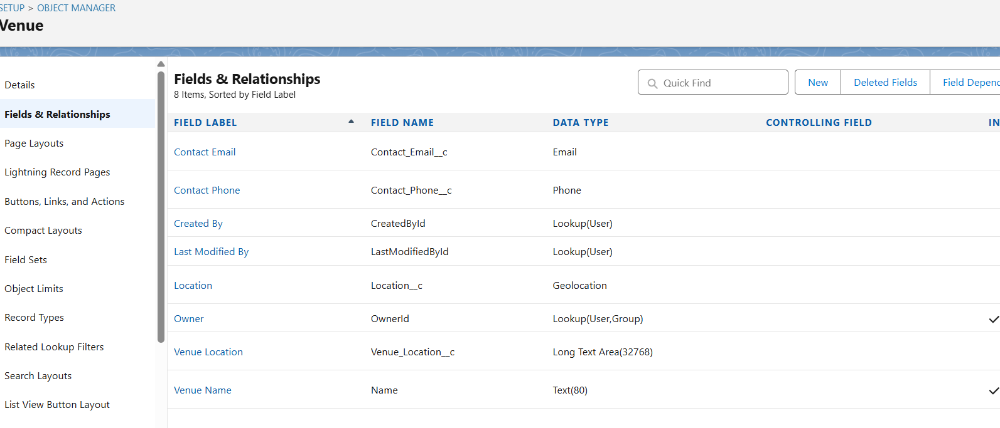 SETUP > OBJECT MANAGER
Venue
Details
Fields & Relationships
Page Layouts
Lightning Record Pages
Buttons, Links, and Actions
Compact Layouts
Field Sets
Object Limits
Record Types
Related Lookup Filters
Search Layouts
List View Button Layout
Fields & Relationships
8 Items, Sorted by Field Label
Quick Find
New
Deleted Fields
Field Depend
FIELD LABEL FIELD NAME DATA TYPE CONTROLLING FIELD IN
Contact Email Contact_Email__c Email
Contact Phone Contact_Phone__c Phone
Created By CreatedById Lookup(User)
Last Modified By LastModifiedById Lookup(User)
Location Location__c Geolocation
Owner OwnerId Lookup(User,Group)
Venue Location Venue_Location__c Long Text Area(32768)
Venue Name Name Text(80)